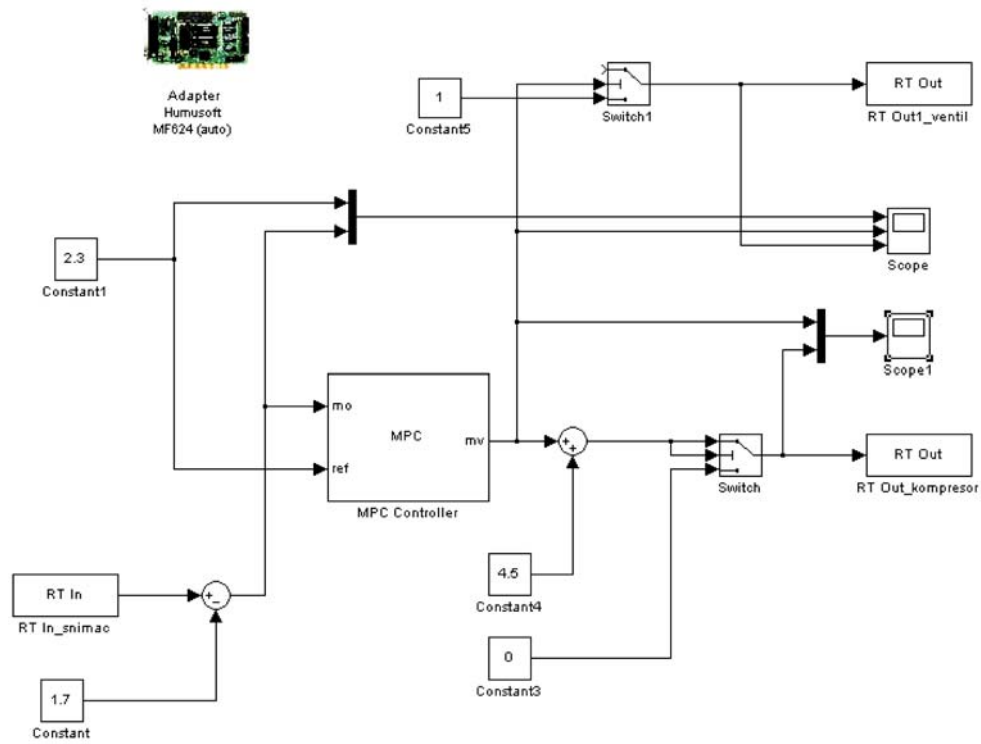 Adapter
Humusoft
MF624 (auto)
1
Constant5
Switch1
RT Out
RT Out1_ventil
2.3
Constant1
Scope
Scope1
mo
MPC
mv
ref
MPC Controller
Switch
RT Out
RT Out_kompresor
4.5
Constant4
RT In
RT In_snimac
0
Constant3
1.7
Constant